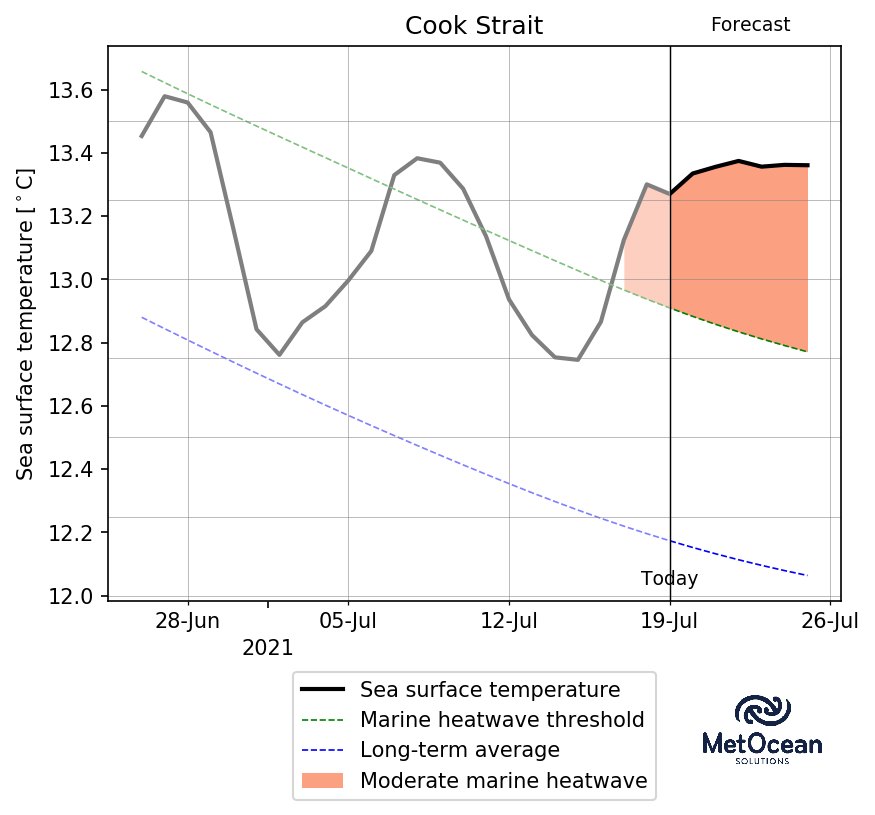 Cook Strait
Forecast
Sea surface temperature [°C]
13.6
13.4
13.2
13.0
12.8
12.6
12.4
12.2
12.0
Today
28-Jun
05-Jul
12-Jul
19-Jul
26-Jul
2021
Sea surface temperature
Marine heatwave threshold
Long-term average
Moderate marine heatwave
MetOcean
SOLUTIONS